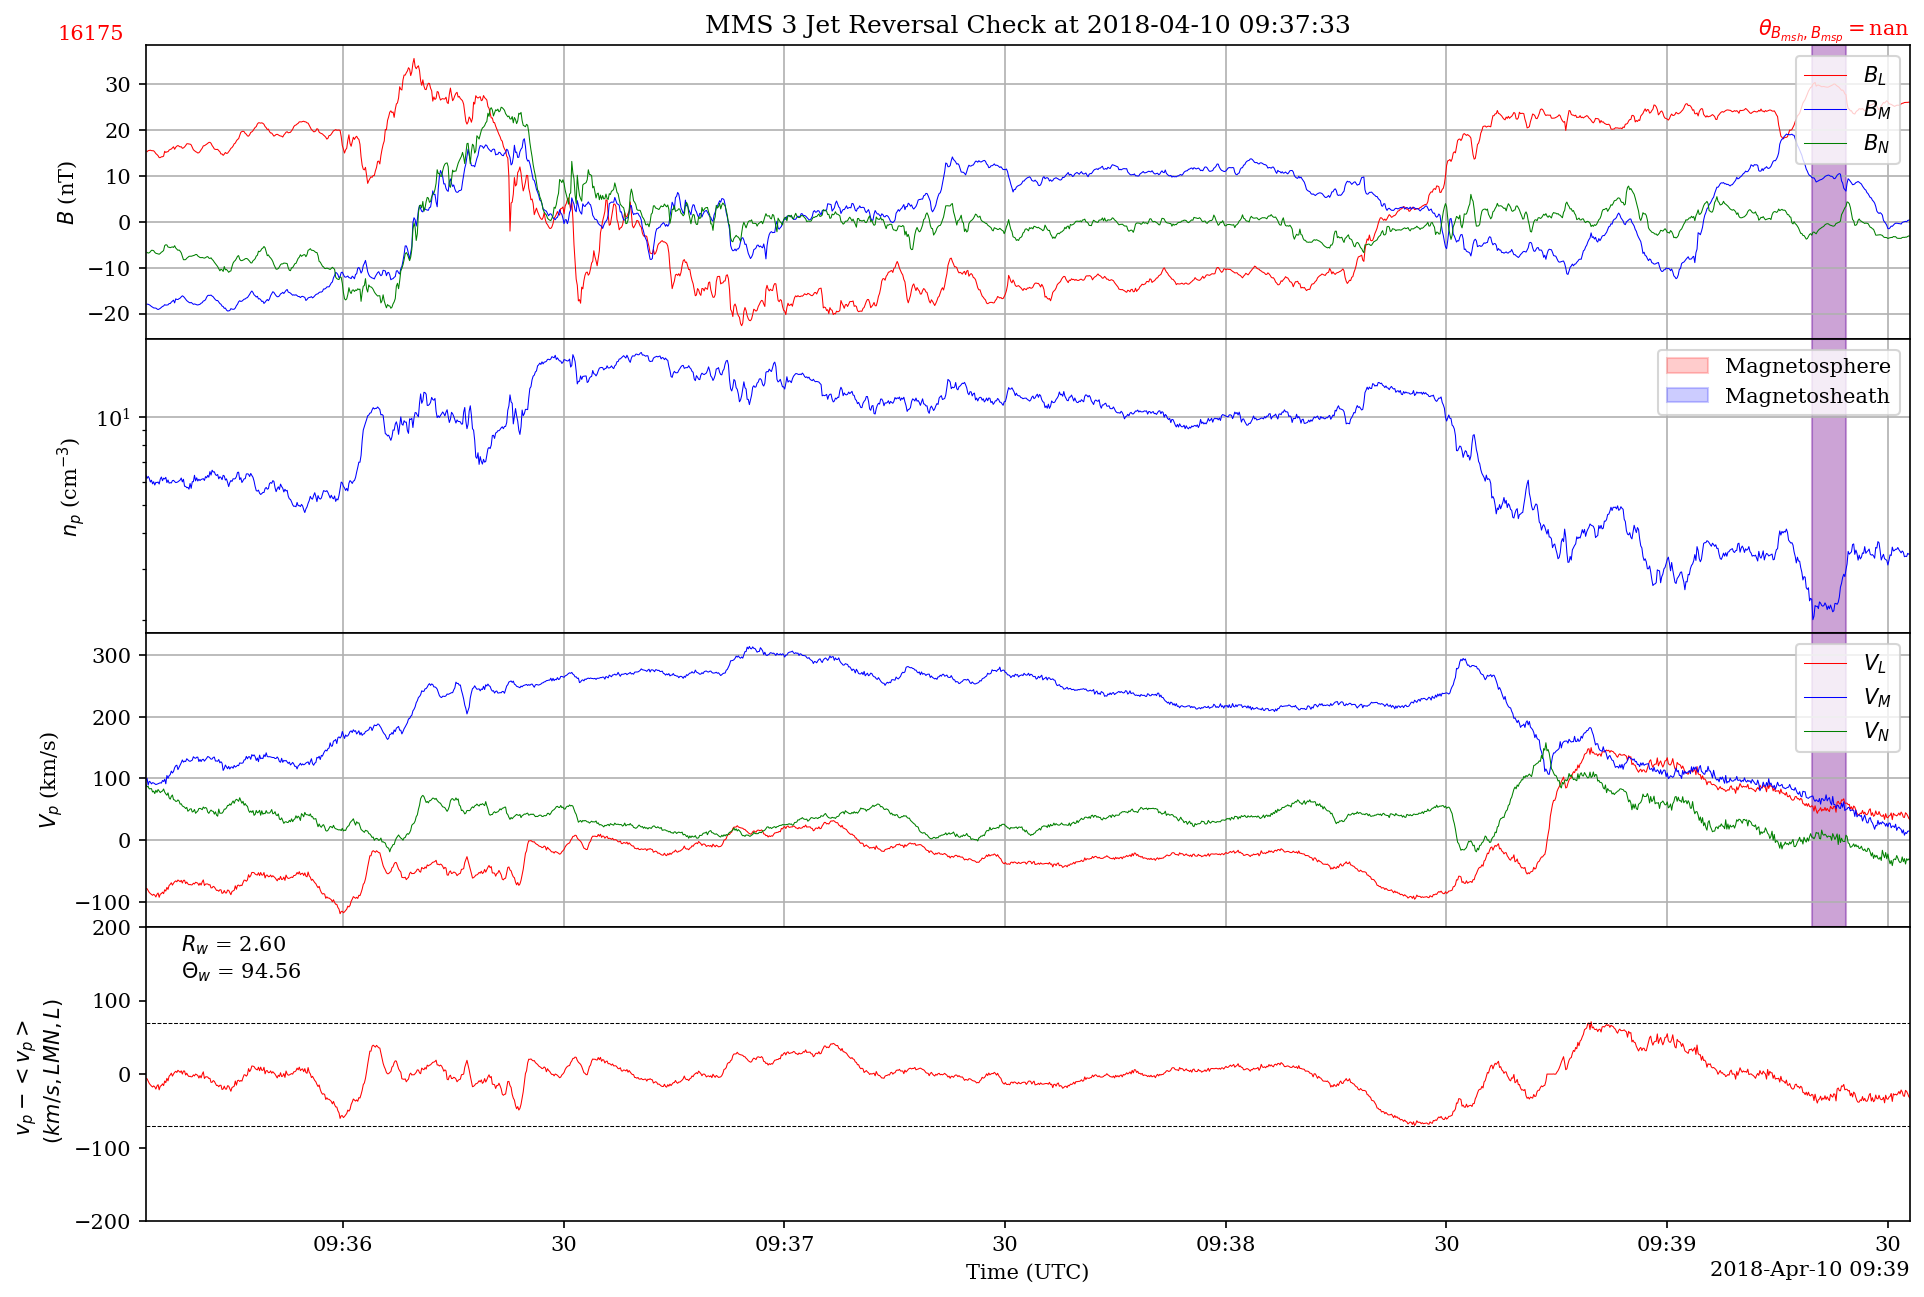 16175
MMS 3 Jet Reversal Check at 2018-04-10 09:37:33
θ_{B_{msh}, B_{msp}} = nan
B (nT)
30
20
10
0
−10
−20
B_L
B_M
B_N
n_p (cm^{−3})
10^1
Magnetosphere
Magnetosheath
V_p (km/s)
300
200
100
0
−100
V_L
V_M
V_N
v_p − < v_p >
(km/s, LMN, L)
200
100
0
−100
−200
R_w = 2.60
Θ_w = 94.56
09:36
30
09:37
30
09:38
30
09:39
30
Time (UTC)
2018-Apr-10 09:39